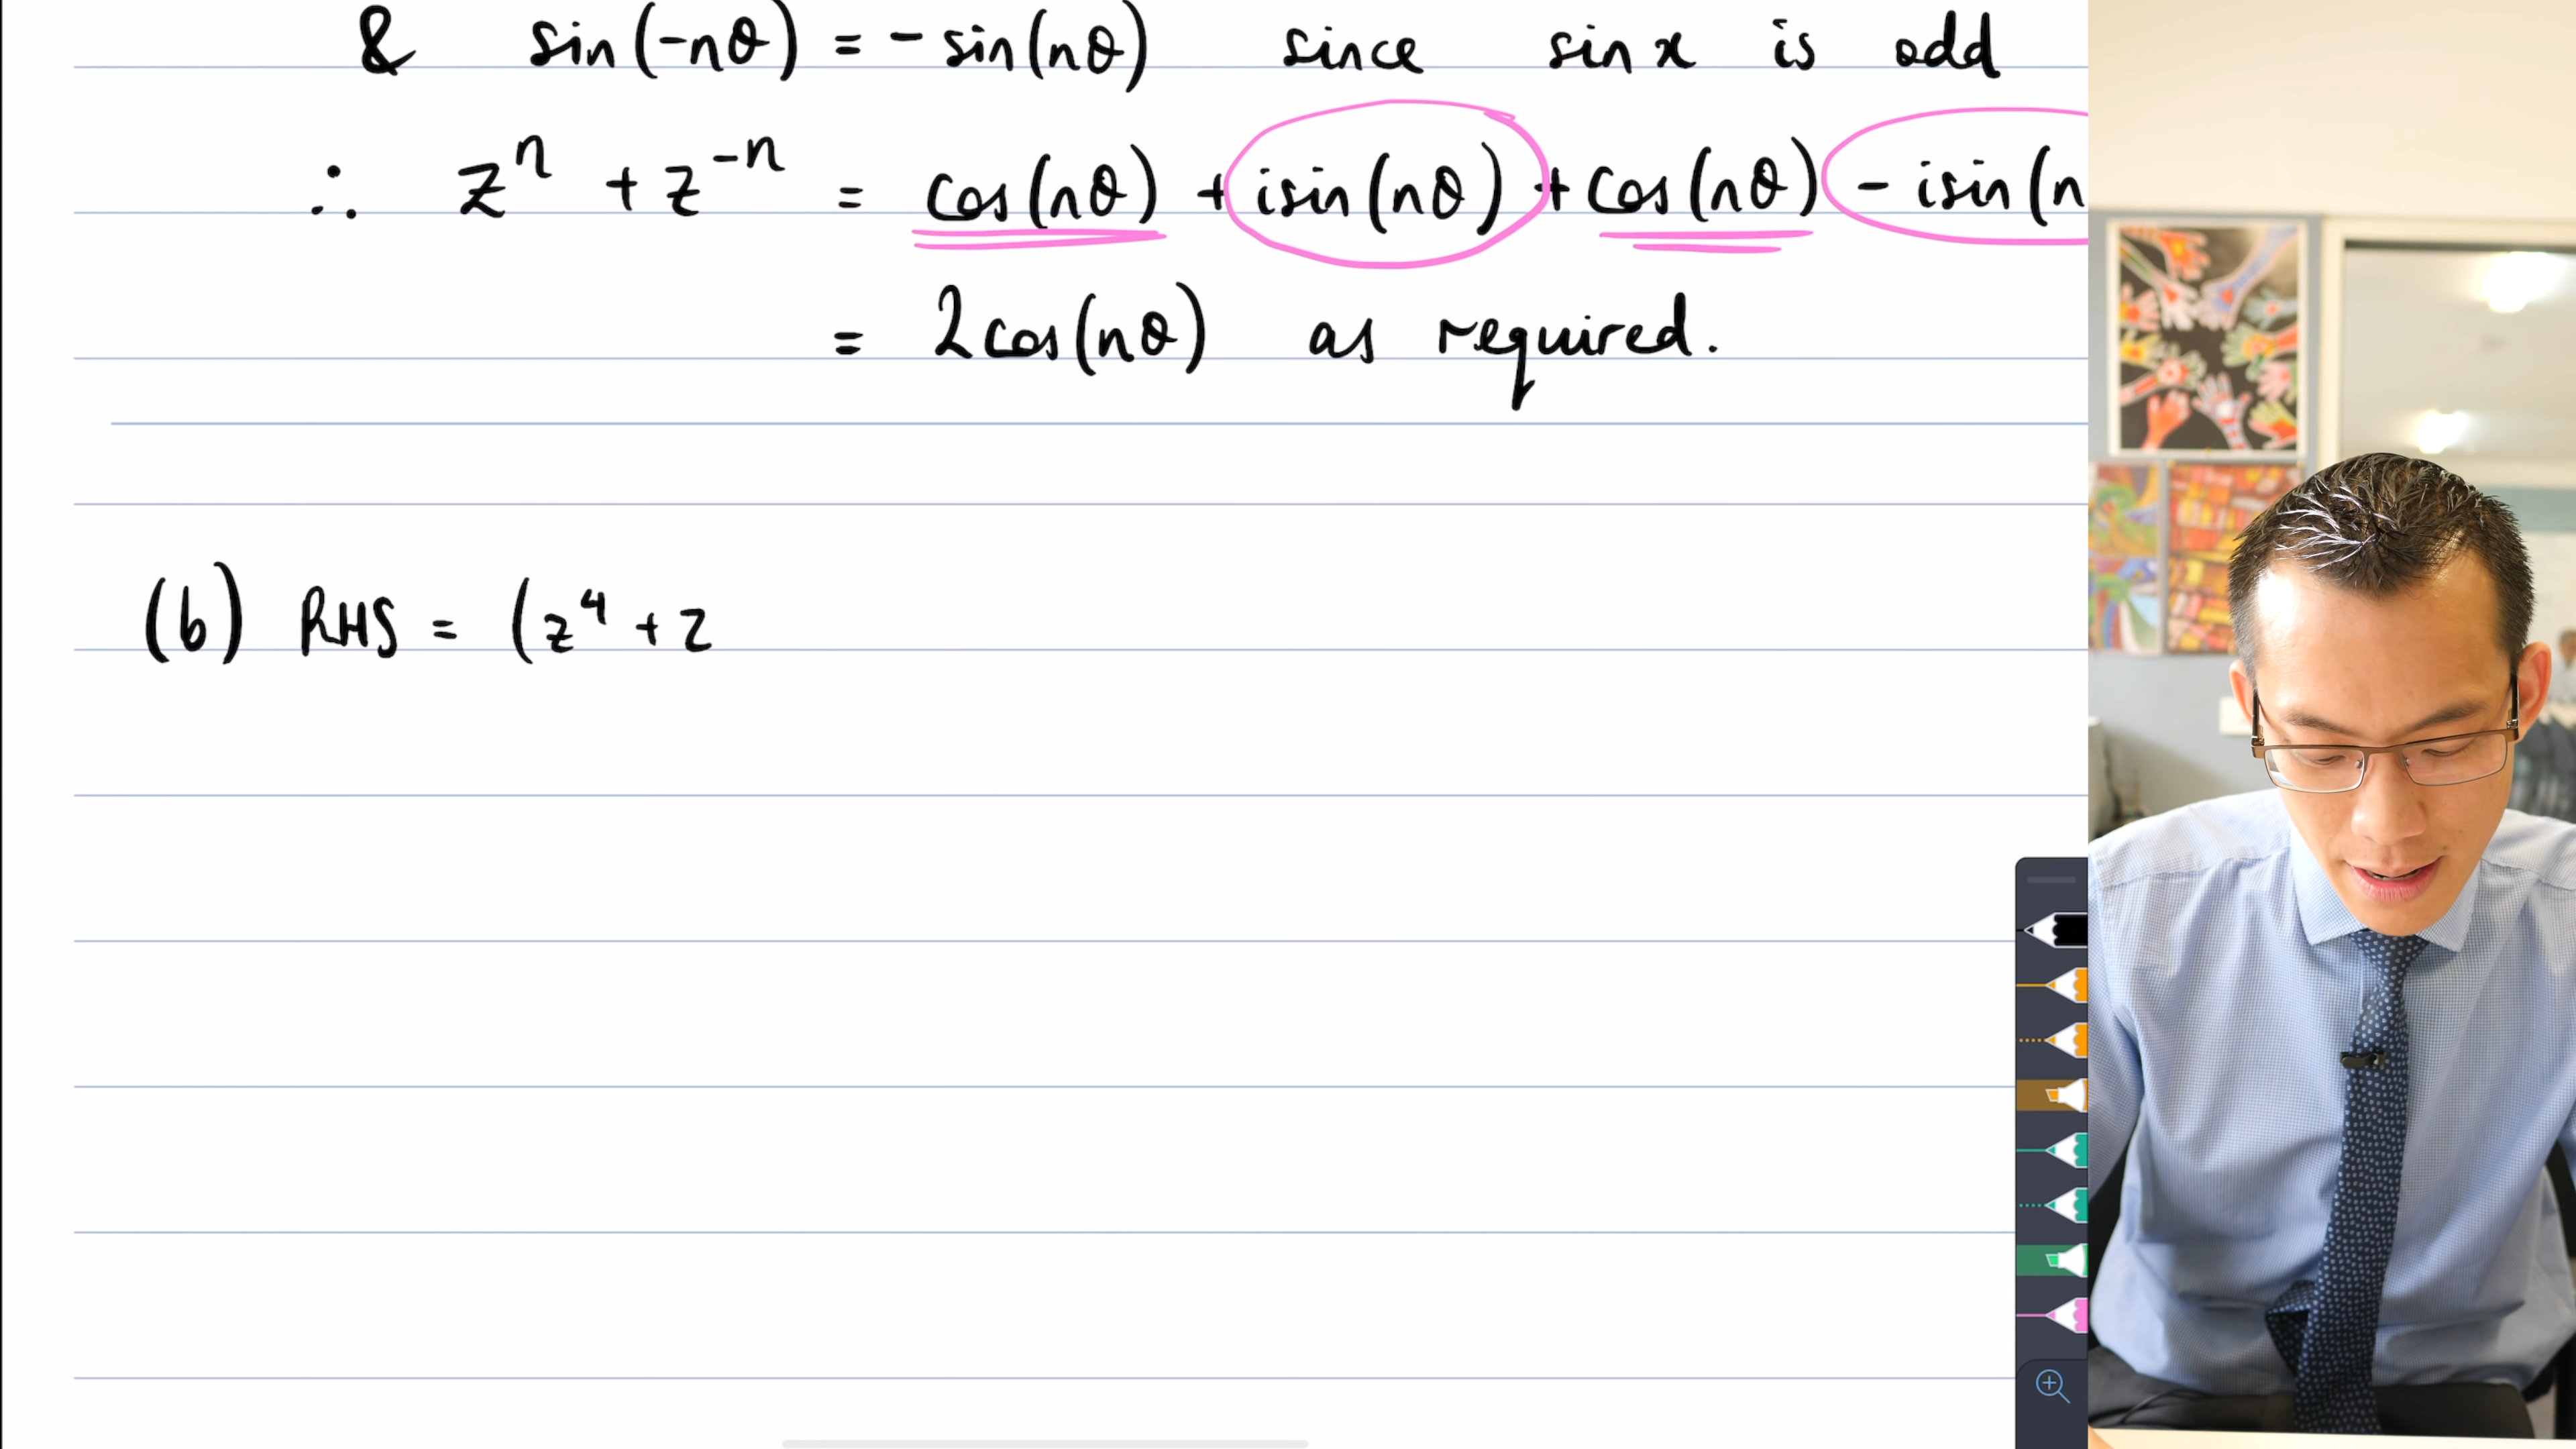 & sin(-nθ) = -sin(nθ) since sin x is odd
∴ z^n + z^-n = cos(nθ) + isin(nθ) + cos(nθ) - isin(n
= 2cos(nθ) as required.
(b) RHS = (z^4 + z